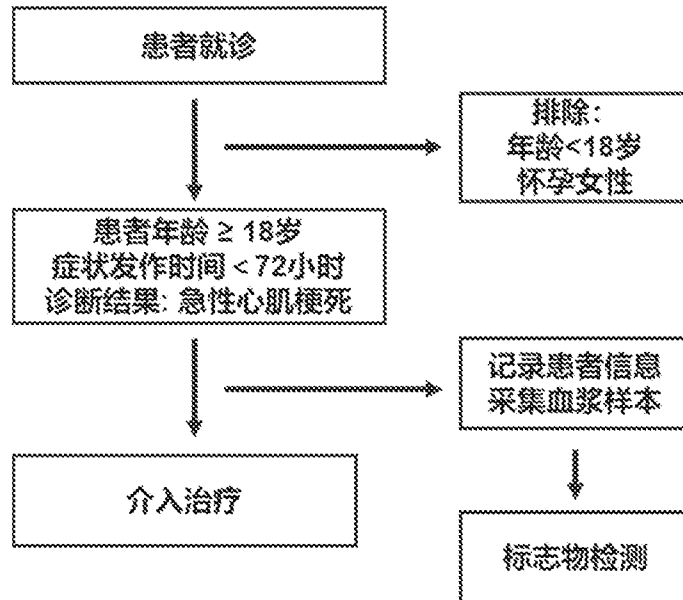 患者就诊
排除:
年龄<18岁
怀孕女性
患者年龄 ≥ 18岁
症状发作时间 < 72小时
诊断结果: 急性心肌梗死
记录患者信息
采集血浆样本
介入治疗
标志物检测